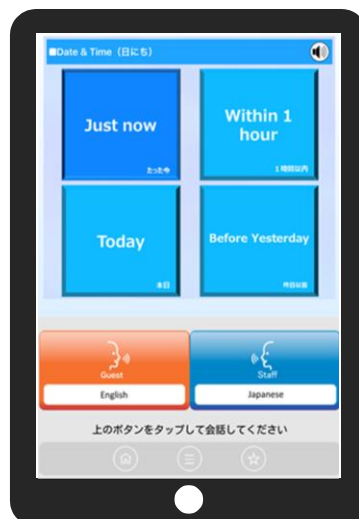 ■Date & Time（日にち）
Just now
たった今
Within 1
hour
1時間以内
Today
本日
Before Yesterday
昨日以前
Guest
English
Staff
Japanese
上のボタンをタップして会話してください